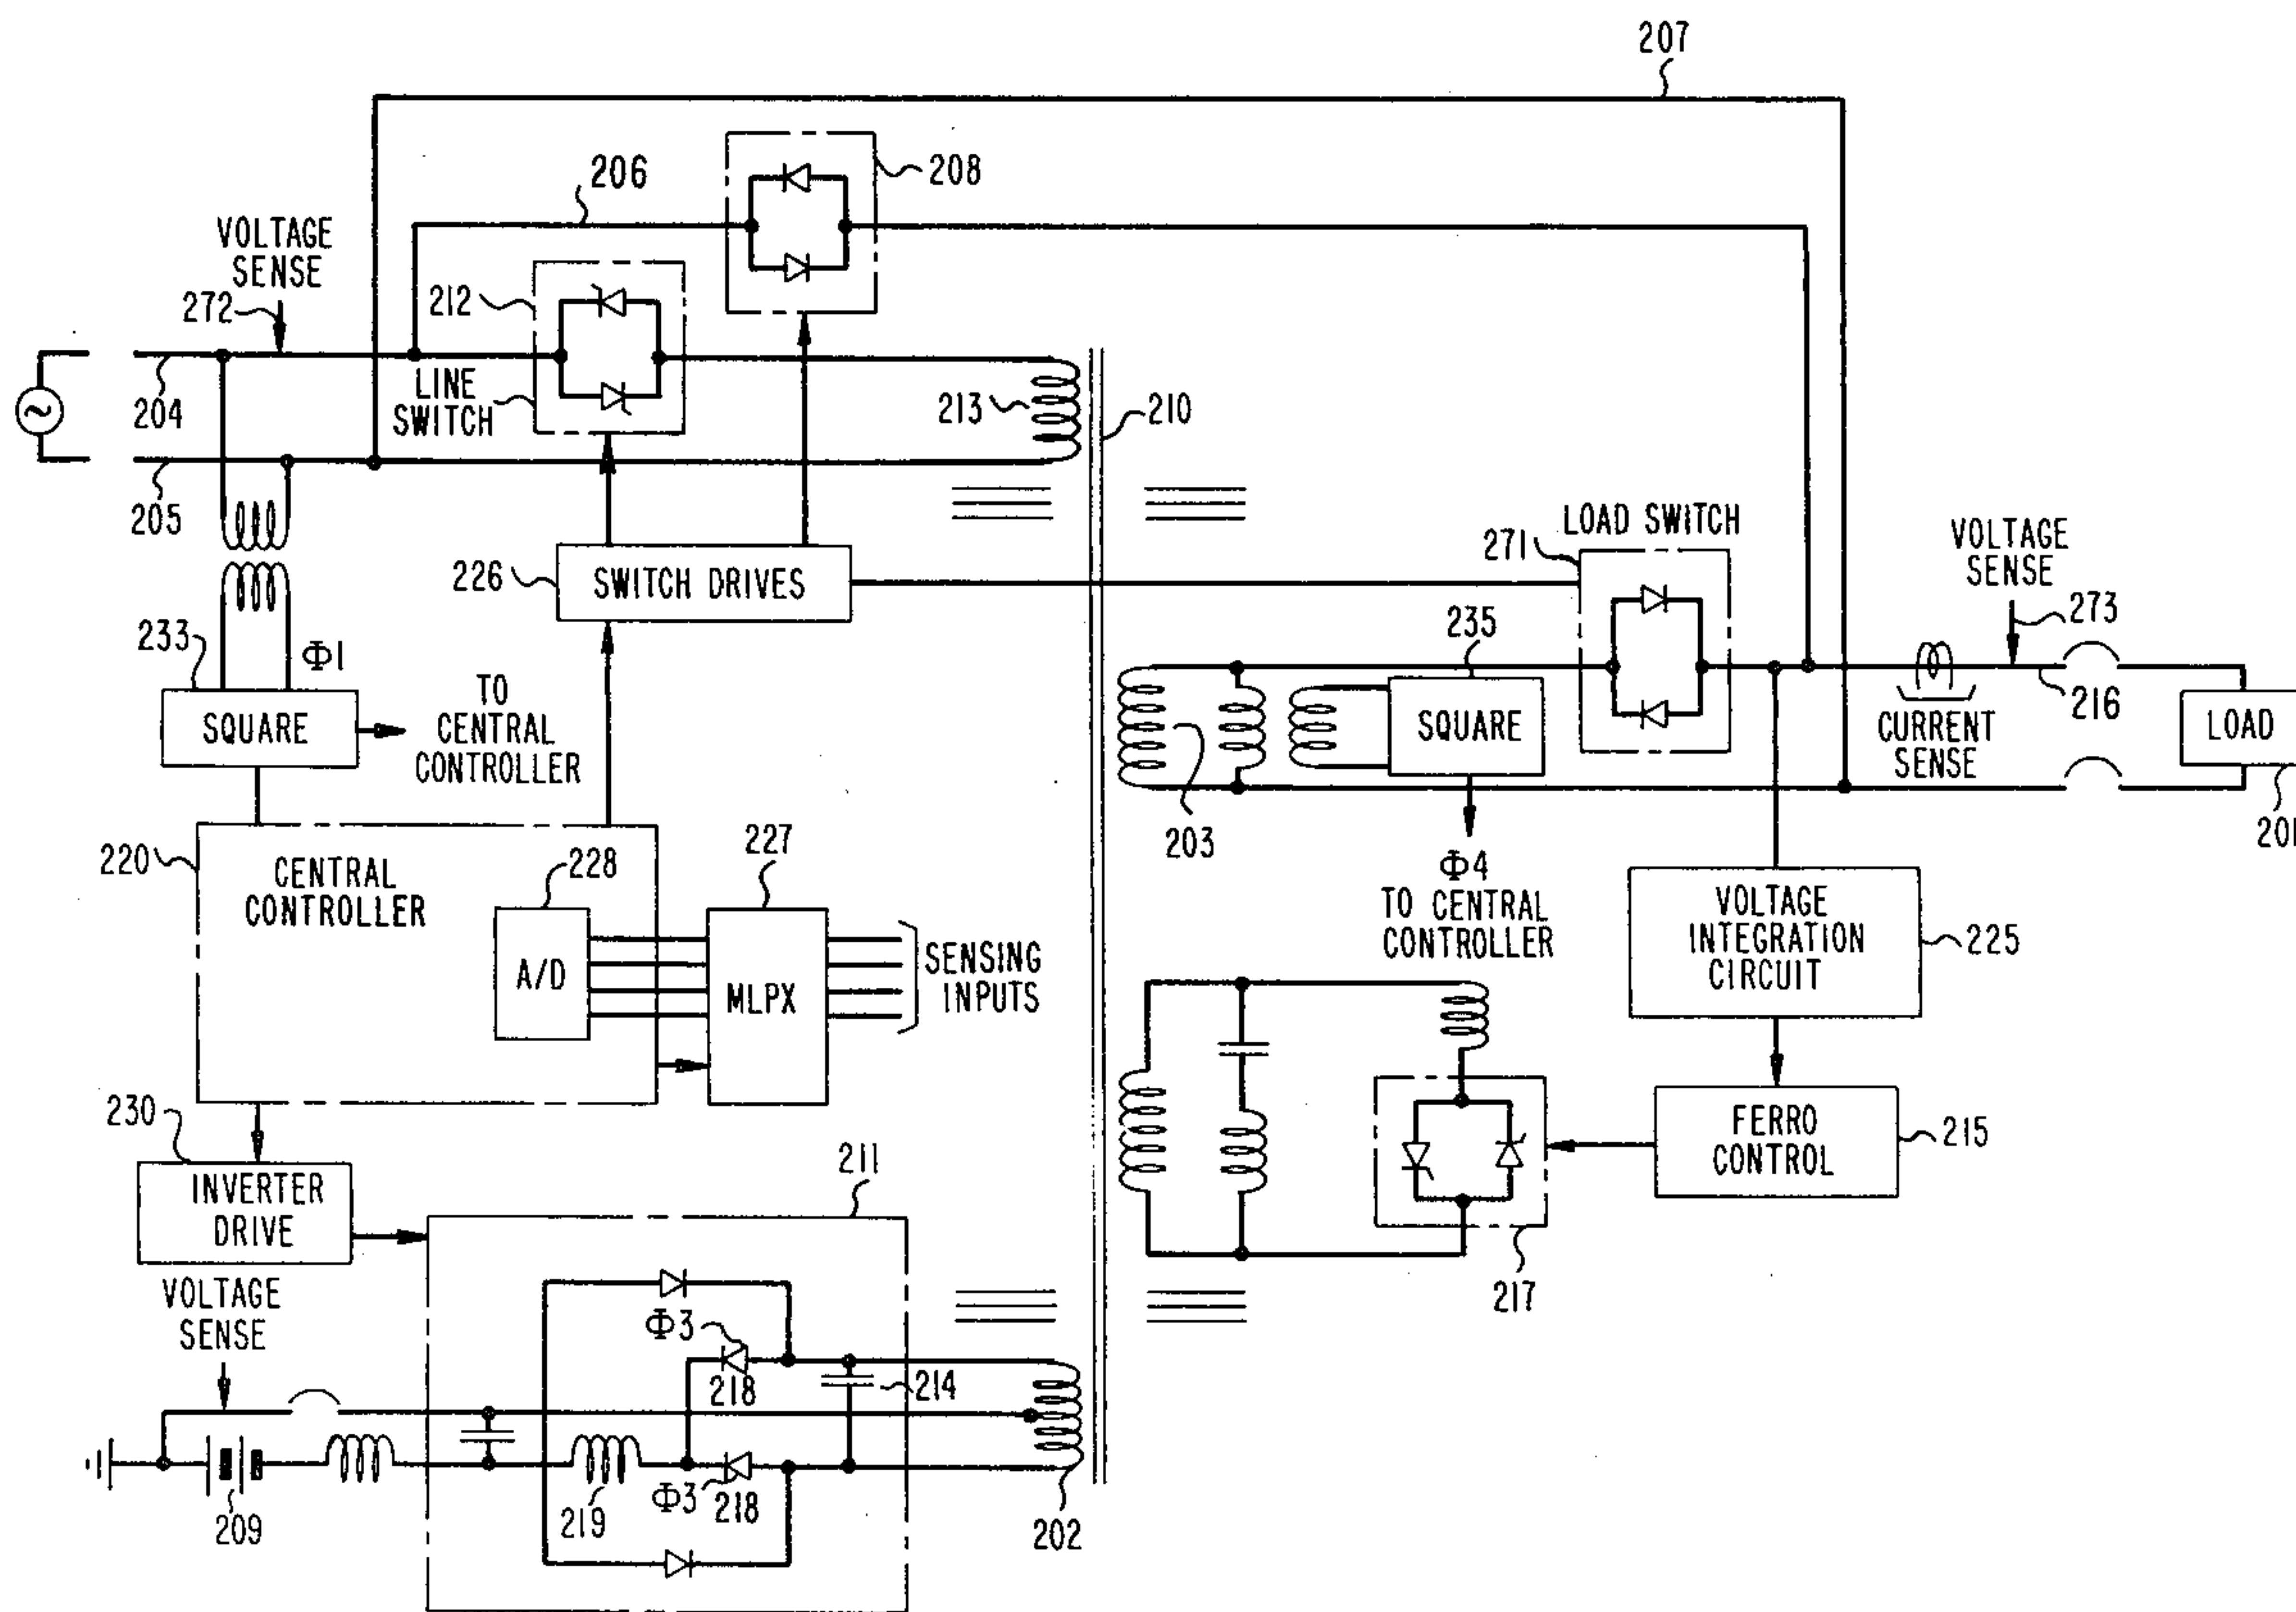 207
206
208
VOLTAGE
SENSE
272
212
LINE
SWITCH
204
205
213
210
226
SWITCH DRIVES
LOAD SWITCH
271
VOLTAGE
SENSE
273
233
Φ1
SQUARE
TO
CENTRAL
CONTROLLER
235
SQUARE
203
Φ4
TO CENTRAL
CONTROLLER
216
CURRENT
SENSE
LOAD
201
220
CENTRAL
CONTROLLER
228
A/D
227
MLPX
SENSING
INPUTS
VOLTAGE
INTEGRATION
CIRCUIT
225
FERRO
CONTROL
215
217
230
INVERTER
DRIVE
211
VOLTAGE
SENSE
Φ3
218
214
Φ3
218
219
209
202